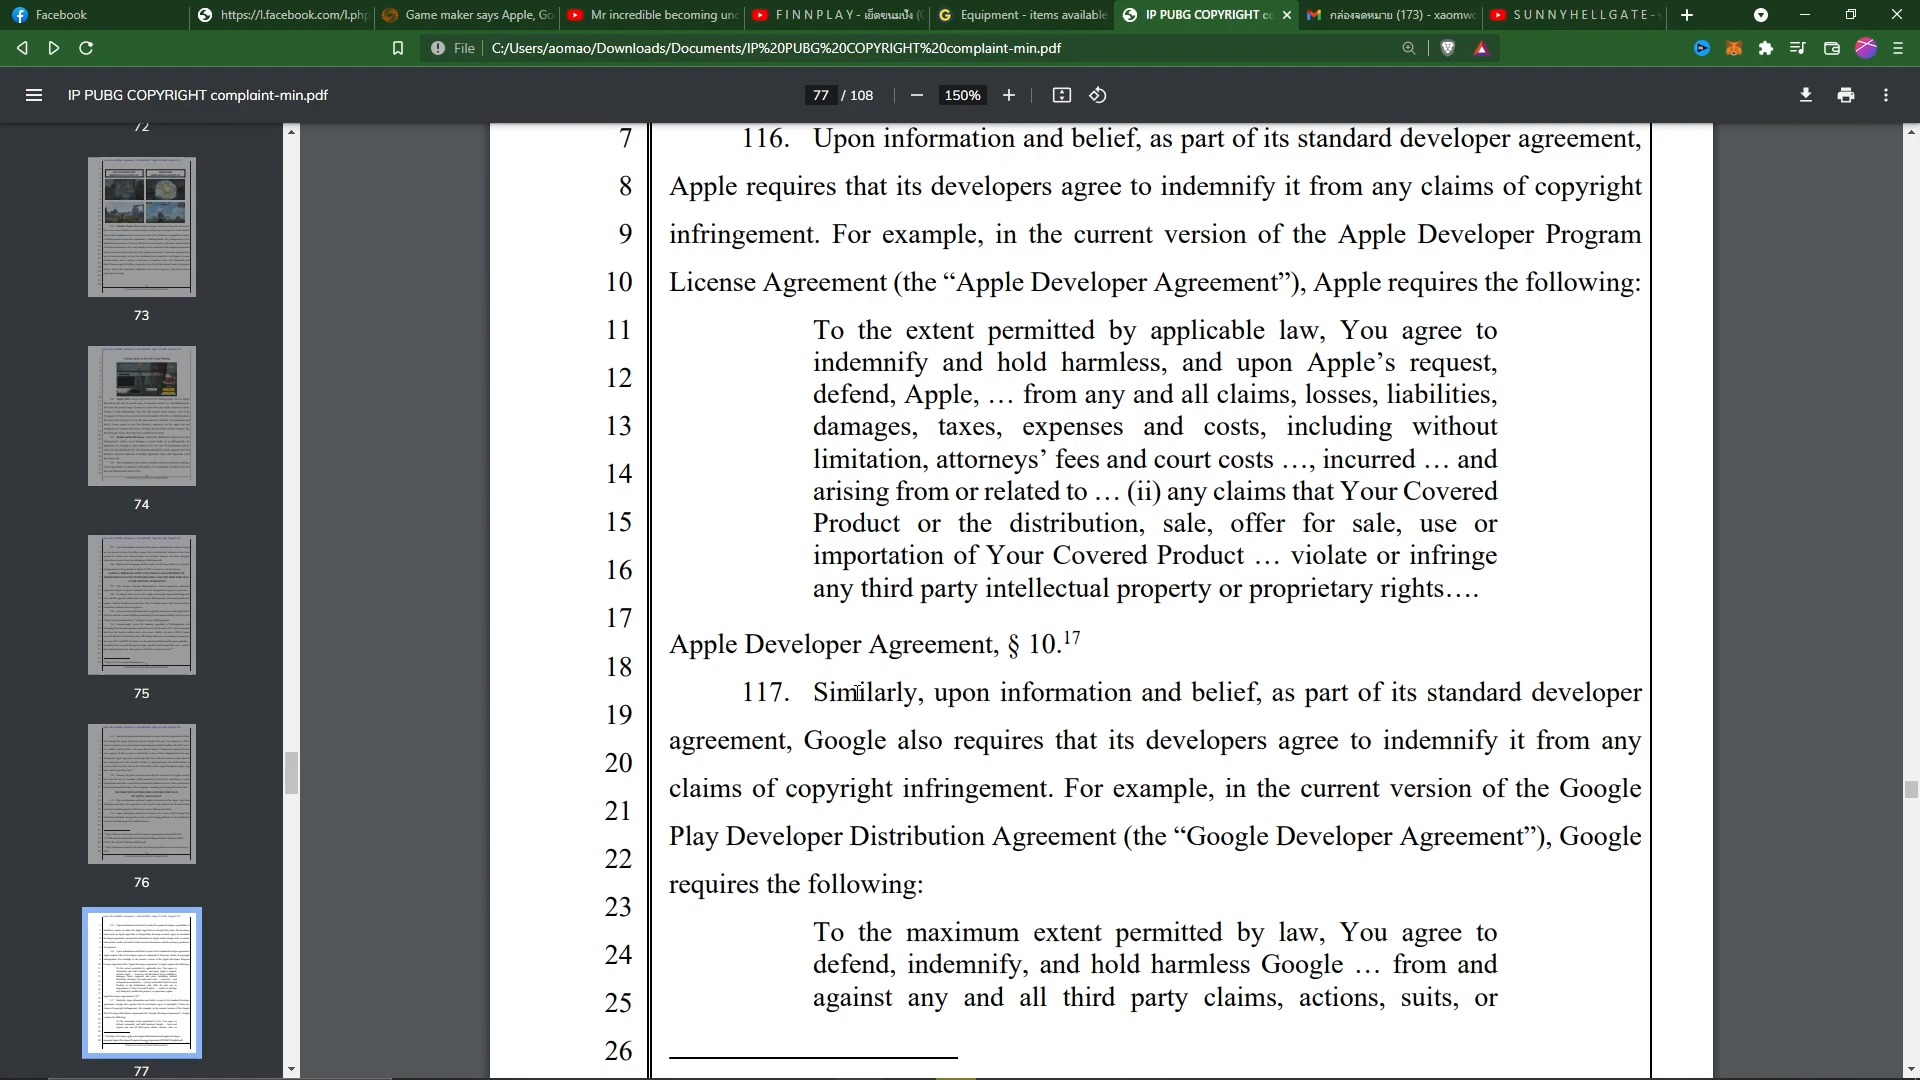 Facebook
https://l.facebook.com/l.php
Game maker says Apple, Go
Mr incredible becoming un
F I N N P L A Y -
Equipment - items available
IP PUBG COPYRIGHT co
กล่องจดหมาย (173) - xaomw
S U N N Y H E L L G A T E -
File
C:/Users/aomao/Downloads/Documents/IP%20PUBG%20COPYRIGHT%20complaint-min.pdf
IP PUBG COPYRIGHT complaint-min.pdf
77 / 108
150%
72
73
74
75
76
77
7 116. Upon information and belief, as part of its standard developer agreement,
8 Apple requires that its developers agree to indemnify it from any claims of copyright
9 infringement. For example, in the current version of the Apple Developer Program
10 License Agreement (the “Apple Developer Agreement”), Apple requires the following:
11 To the extent permitted by applicable law, You agree to
indemnify and hold harmless, and upon Apple’s request,
12 defend, Apple, … from any and all claims, losses, liabilities,
13 damages, taxes, expenses and costs, including without
14 limitation, attorneys’ fees and court costs …, incurred … and
arising from or related to … (ii) any claims that Your Covered
15 Product or the distribution, sale, offer for sale, use or
16 importation of Your Covered Product … violate or infringe
any third party intellectual property or proprietary rights….
17
18 Apple Developer Agreement, § 10.17
19 117. Similarly, upon information and belief, as part of its standard developer
20 agreement, Google also requires that its developers agree to indemnify it from any
21 claims of copyright infringement. For example, in the current version of the Google
22 Play Developer Distribution Agreement (the “Google Developer Agreement”), Google
23 requires the following:
24 To the maximum extent permitted by law, You agree to
defend, indemnify, and hold harmless Google … from and
25 against any and all third party claims, actions, suits, or
26